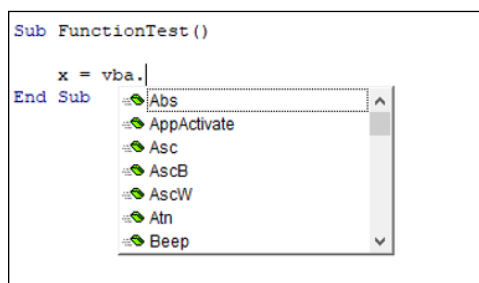 Sub FunctionTest()
x = vba.
End Sub
Abs
AppActivate
Asc
AscB
AscW
Atn
Beep